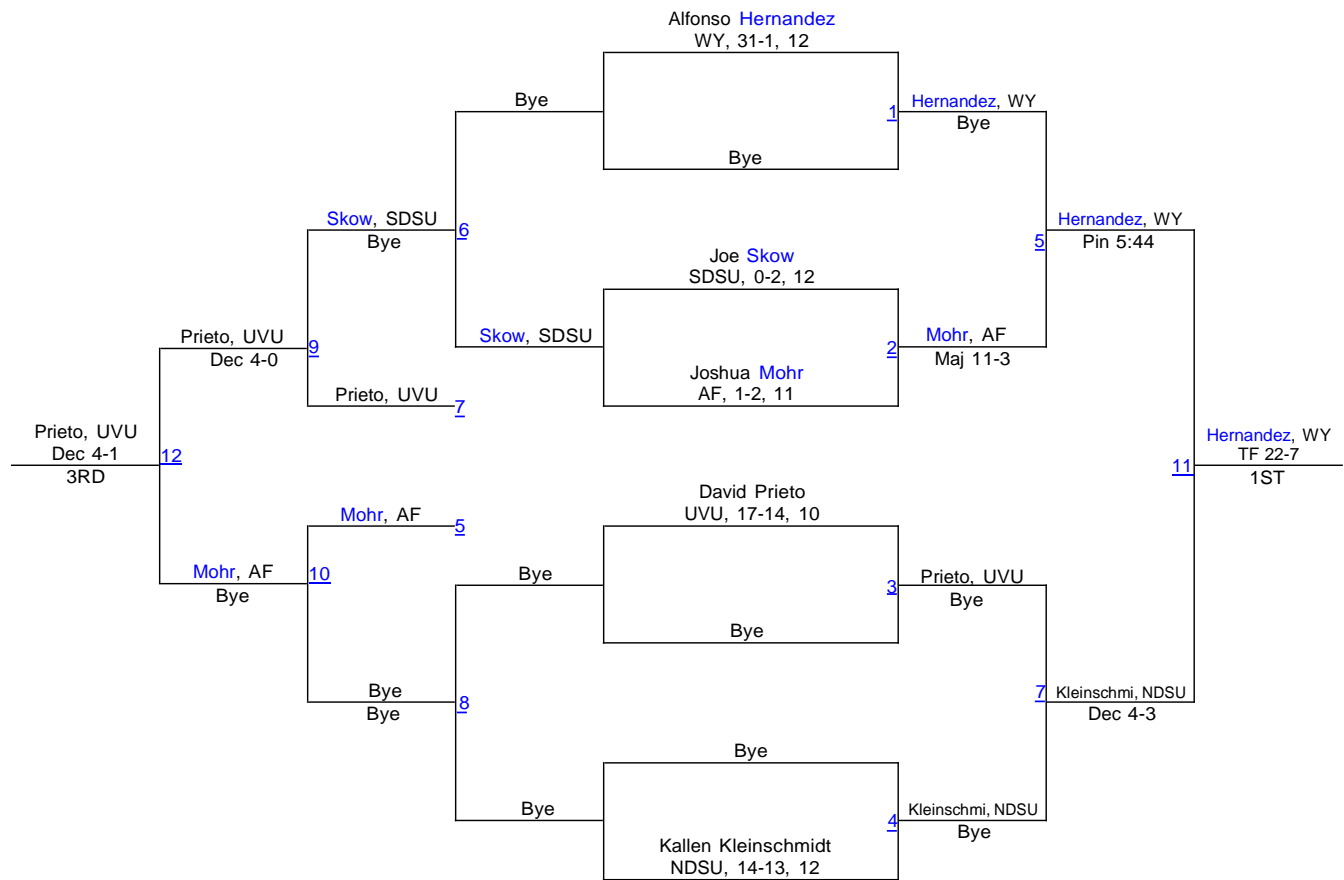 Alfonso Hernandez
WY, 31-1, 12
Bye
1
Hernandez, WY
Bye
Bye
Skow, SDSU
Bye
6
Hernandez, WY
Pin 5:44
5
Joe Skow
SDSU, 0-2, 12
Skow, SDSU
2
Mohr, AF
Maj 11-3
Joshua Mohr
AF, 1-2, 11
Prieto, UVU
Dec 4-0
9
Prieto, UVU
7
Prieto, UVU
Dec 4-1
3RD
12
Hernandez, WY
TF 22-7
1ST
11
David Prieto
UVU, 17-14, 10
Mohr, AF
5
Mohr, AF
Bye
10
Bye
3
Prieto, UVU
Bye
Bye
Bye
Bye
8
7
Kleinschmi, NDSU
Dec 4-3
Bye
Bye
4
Kleinschmi, NDSU
Bye
Kallen Kleinschmidt
NDSU, 14-13, 12